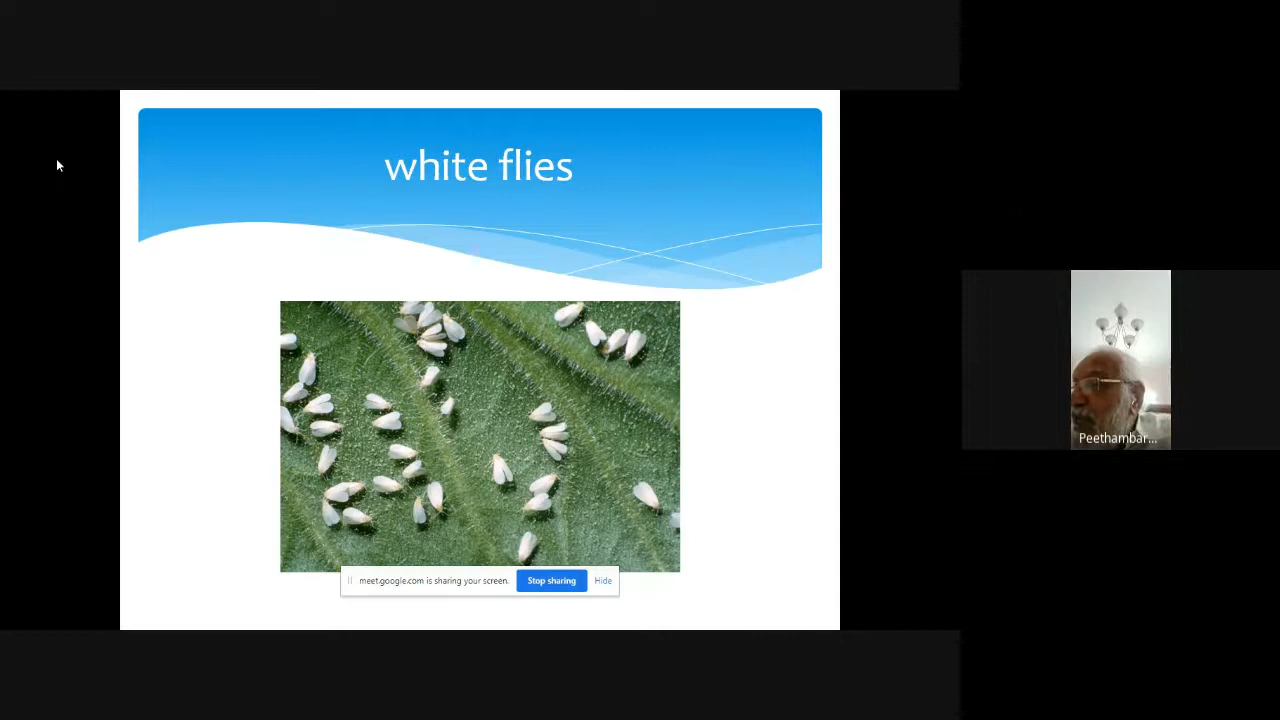 white flies
meet.google.com is sharing your screen.
Stop sharing
Hide
Peethambar...